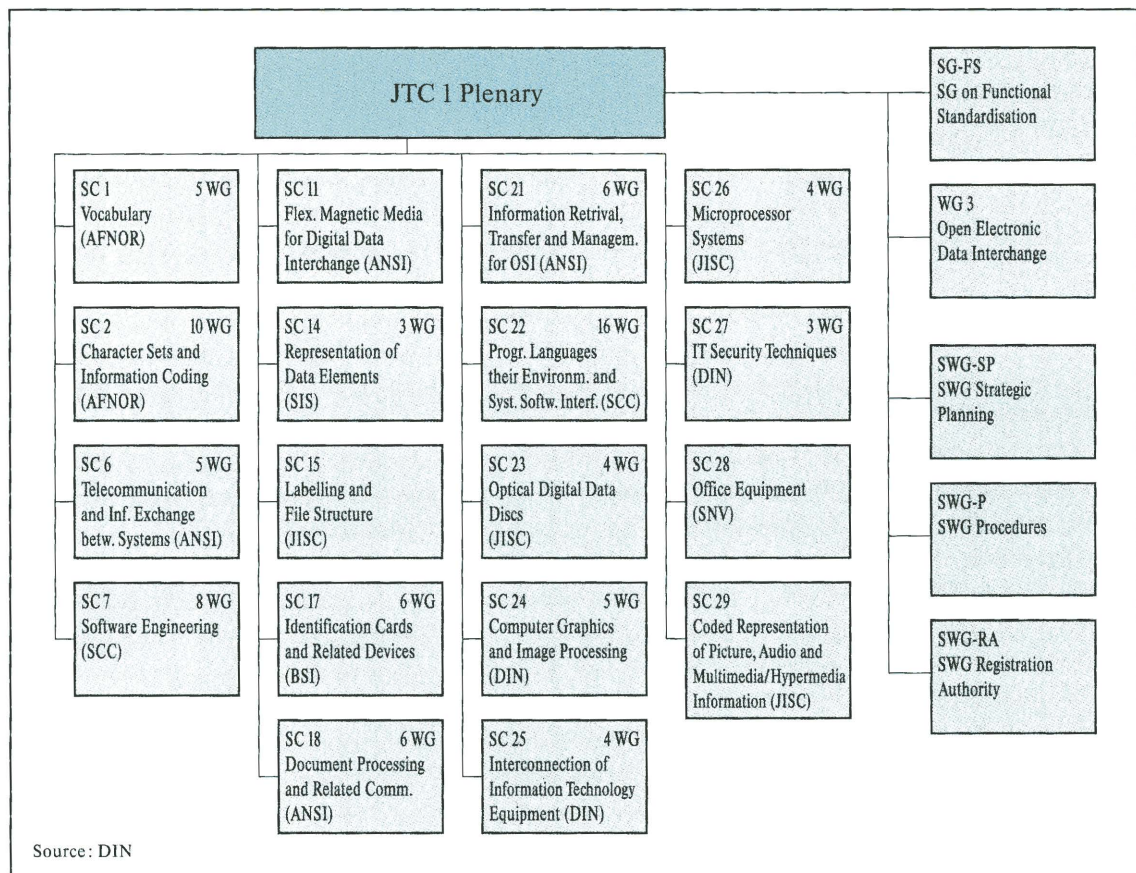 JTC 1 Plenary
SC 1 5 WG
Vocabulary
(AFNOR)
SC 2 10 WG
Character Sets and
Information Coding
(AFNOR)
SC 6 5 WG
Telecommunication
and Inf. Exchange
betw. Systems (ANSI)
SC 7 8 WG
Software Engineering
(SCC)
SC 11
Flex. Magnetic Media
for Digital Data
Interchange (ANSI)
SC 14 3 WG
Representation of
Data Elements
(SIS)
SC 15
Labelling and
File Structure
(JISC)
SC 17 6 WG
Identification Cards
and Related Devices
(BSI)
SC 18 6 WG
Document Processing
and Related Comm.
(ANSI)
SC 21 6 WG
Information Retrival,
Transfer and Managem.
for OSI (ANSI)
SC 22 16 WG
Progr. Languages
their Environm. and
Syst. Softw. Interf. (SCC)
SC 23 4 WG
Optical Digital Data
Discs
(JISC)
SC 24 5 WG
Computer Graphics
and Image Processing
(DIN)
SC 25 4 WG
Interconnection of
Information Technology
Equipment (DIN)
SC 26 4 WG
Microprocessor
Systems
(JISC)
SC 27 3 WG
IT Security Techniques
(DIN)
SC 28
Office Equipment
(SNV)
SC 29
Coded Representation
of Picture, Audio and
Multimedia/Hypermedia
Information (JISC)
SG-FS
SG on Functional
Standardisation
WG 3
Open Electronic
Data Interchange
SWG-SP
SWG Strategic
Planning
SWG-P
SWG Procedures
SWG-RA
SWG Registration
Authority
Source: DIN